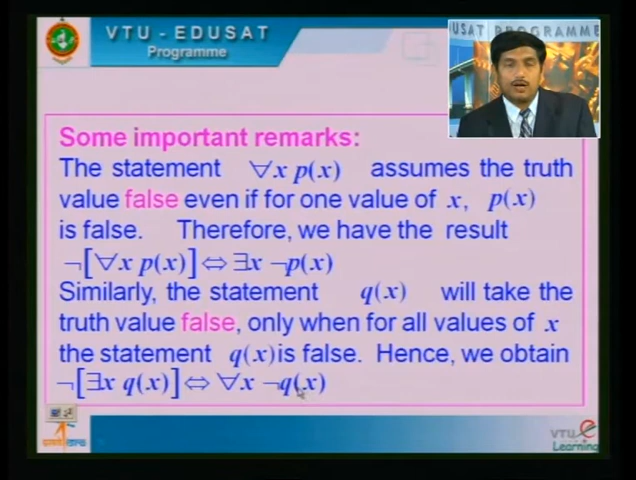 VTU - EDUSAT
Programme
USAT PROGRAMME
Some important remarks:
The statement ∀x p(x) assumes the truth
value false even if for one value of x, p(x)
is false. Therefore, we have the result
¬[∀x p(x)] ⇔ ∃x ¬p(x)
Similarly, the statement q(x) will take the
truth value false, only when for all values of x
the statement q(x) is false. Hence, we obtain
¬[∃x q(x)] ⇔ ∀x ¬q(x)
VTU e
Learning